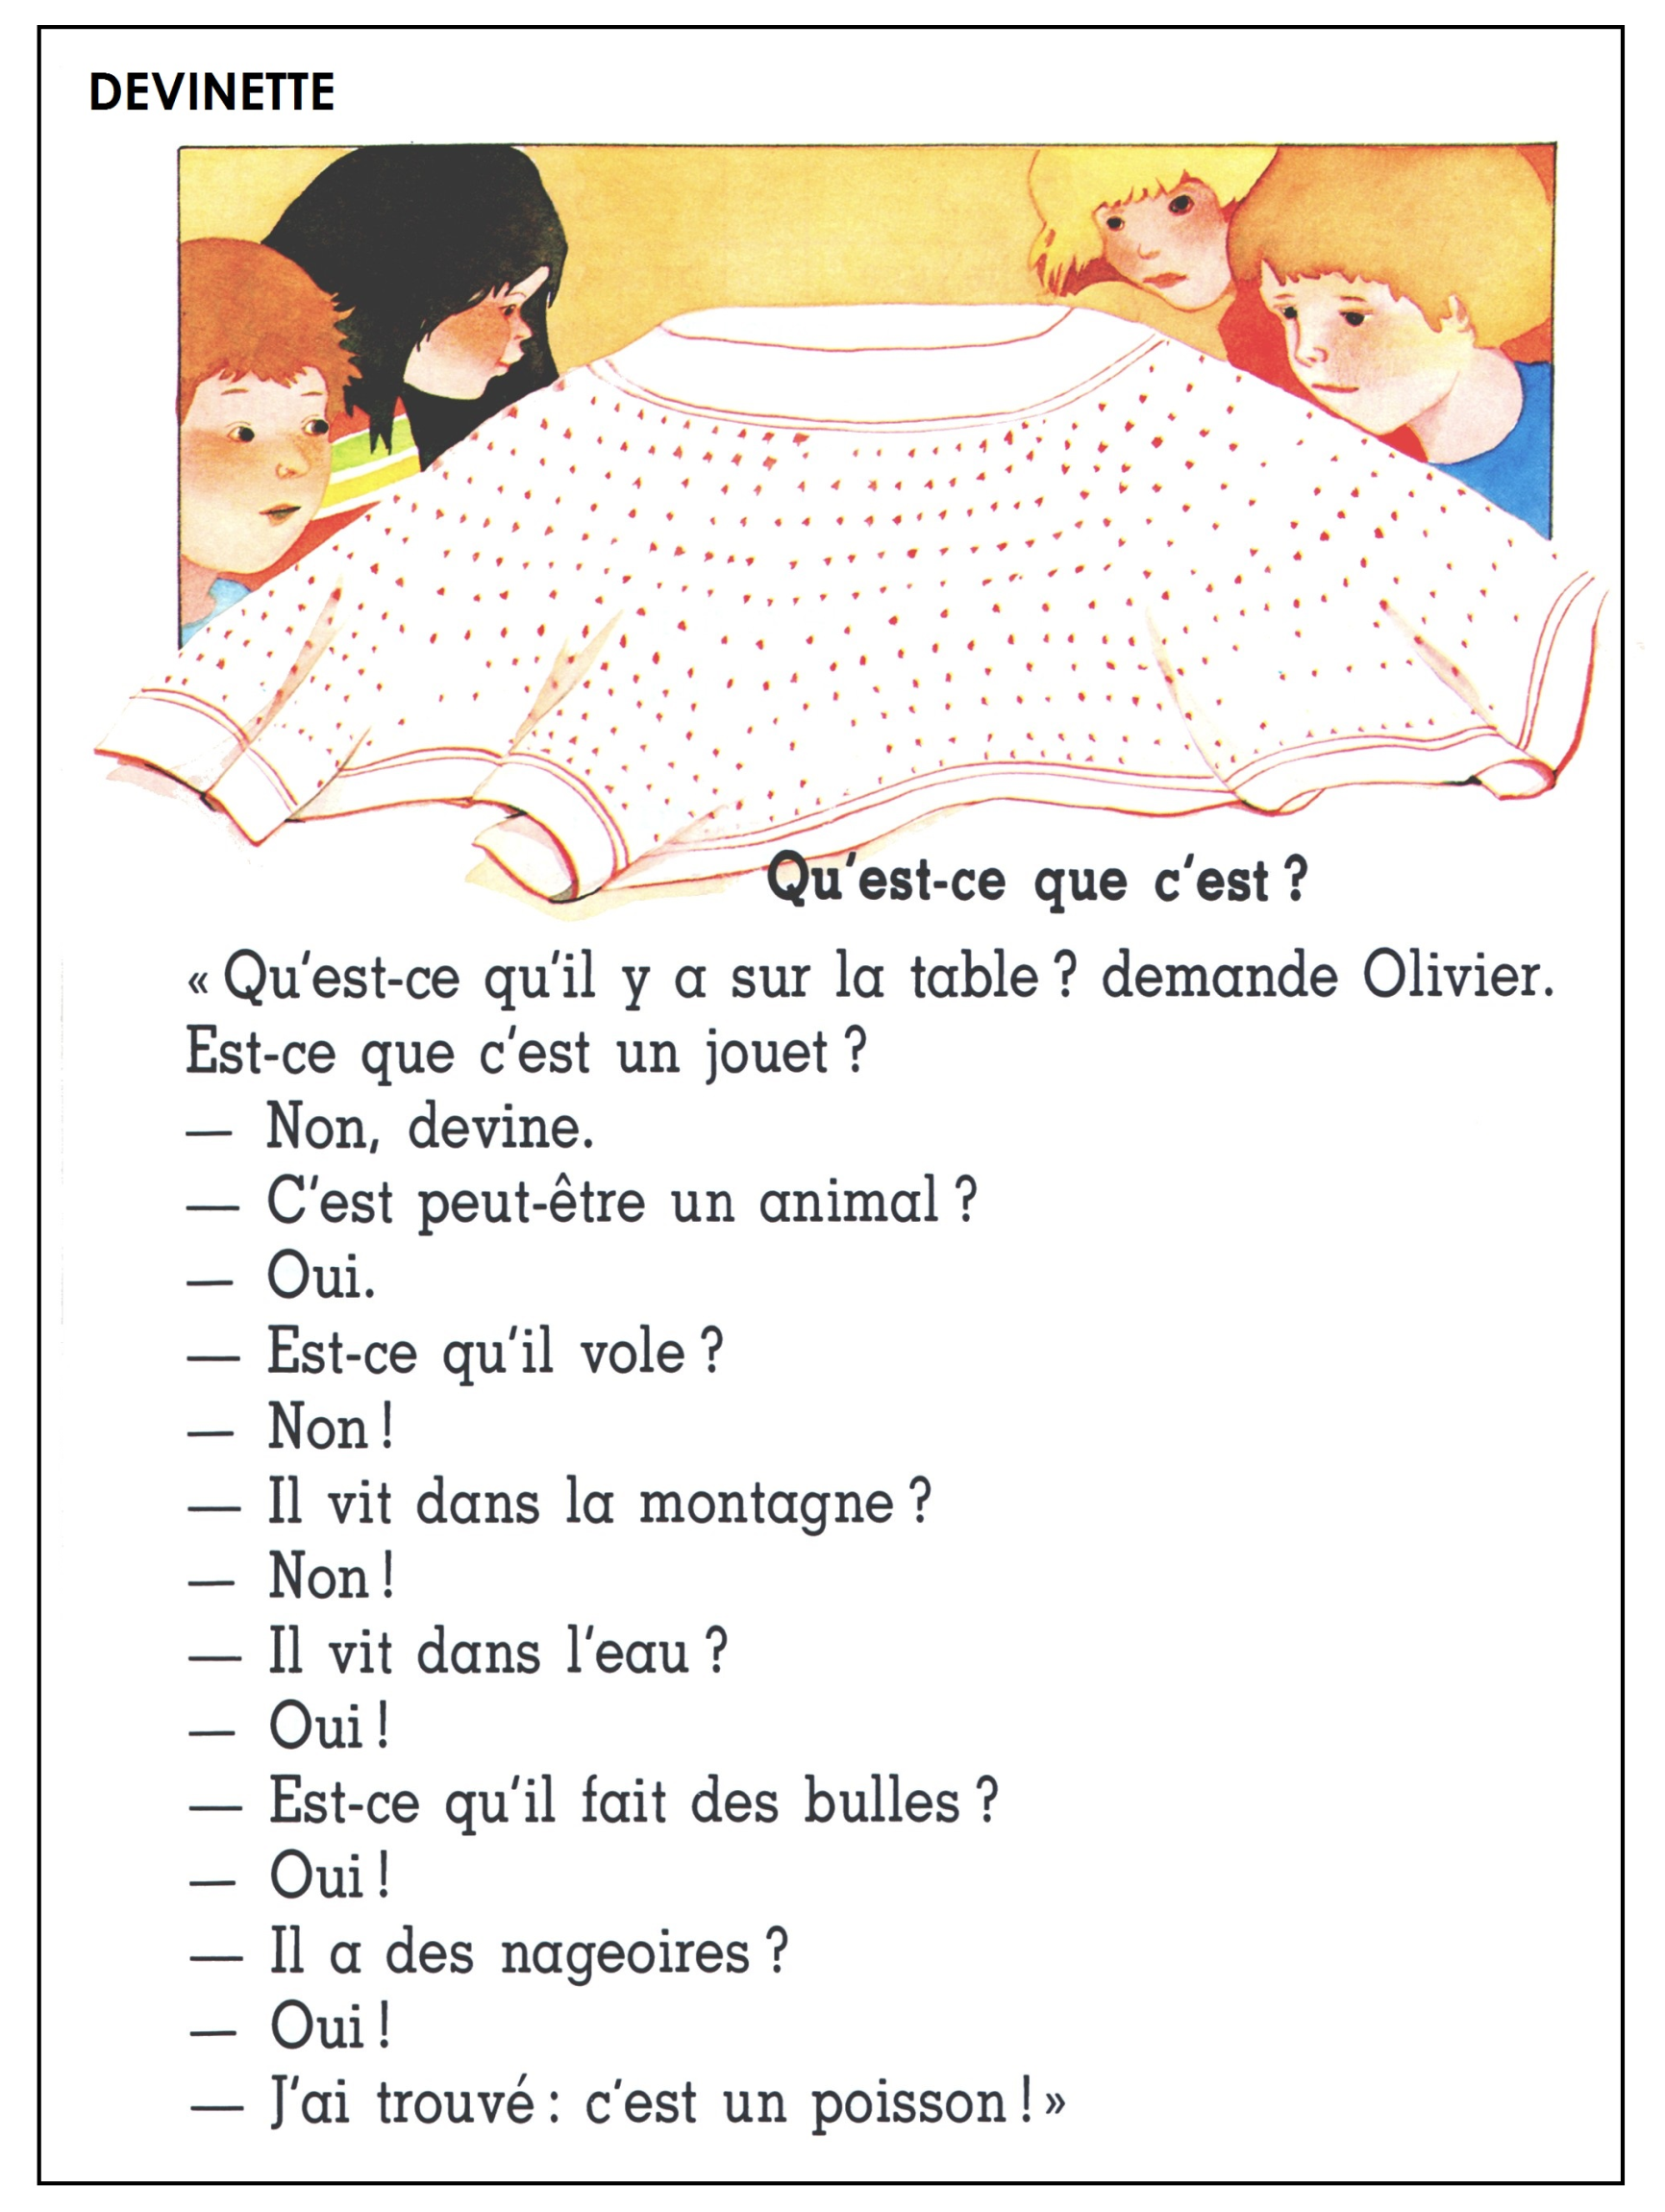 DEVINETTE
Qu'est-ce que c'est ?
« Qu'est-ce qu'il y a sur la table ? demande Olivier.
Est-ce que c'est un jouet ?
— Non, devine.
— C'est peut-être un animal ?
— Oui.
— Est-ce qu'il vole ?
— Non !
— Il vit dans la montagne ?
— Non !
— Il vit dans l'eau ?
— Oui !
— Est-ce qu'il fait des bulles ?
— Oui !
— Il a des nageoires ?
— Oui !
— J'ai trouvé : c'est un poisson ! »